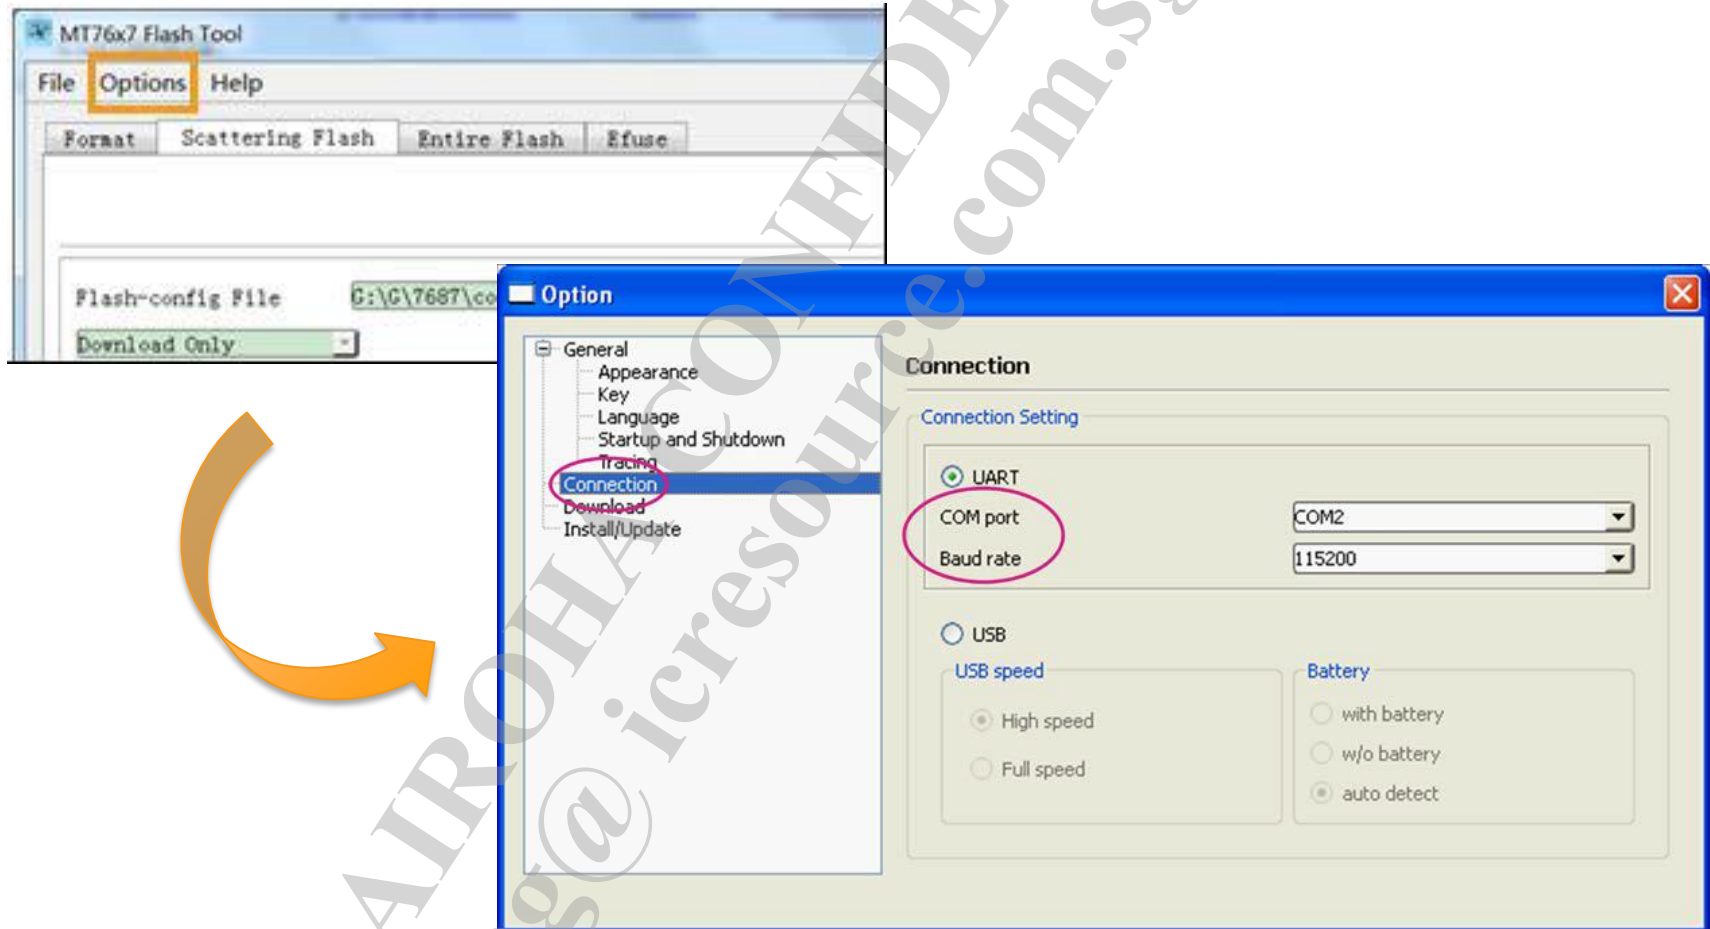 MT76x7 Flash Tool
File Options Help
Format Scattering Flash Entire Flash Efuse
Flash-config File G:\G\7687\co
Download Only
Option
General
Appearance
Key
Language
Startup and Shutdown
Tracing
Connection
Download
Install/Update
Connection
Connection Setting
UART
COM port COM2
Baud rate 115200
USB
USB speed
High speed
Full speed
Battery
with battery
w/o battery
auto detect
AIROHA CONFIDE
g@icresource.com.sg